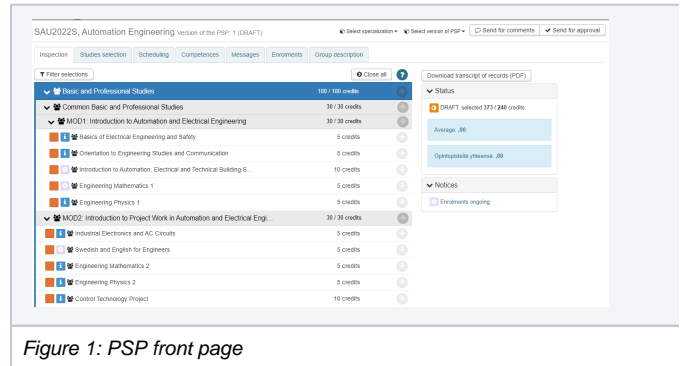 SAU2022S, Automation Engineering Version of the PSP: 1 (DRAFT)
Select specialization Select version of PSP Send for comments Send for approval
Inspection Studies selection Scheduling Competences Messages Enrolments Group description
Filter selections Close all ? Download transcript of records (PDF)
Basic and Professional Studies 180 / 180 credits
Status
Common Basic and Professional Studies 30 / 30 credits
DRAFT, selected 373 / 240 credits.
MOD1: Introduction to Automation and Electrical Engineering 30 / 30 credits
Average: ,00
Basics of Electrical Engineering and Safety 5 credits
Orientation to Engineering Studies and Communication 5 credits
Opintopisteitä yhteensä: ,00
Introduction to Automation, Electrical and Technical Building S... 10 credits
Engineering Mathematics 1 5 credits
Notices
Engineering Physics 1 5 credits
Enrolments ongoing
MOD2: Introduction to Project Work in Automation and Electrical Engi... 30 / 30 credits
Industrial Electronics and AC Circuits 5 credits
Swedish and English for Engineers 5 credits
Engineering Mathematics 2 5 credits
Engineering Physics 2 5 credits
Control Technology Project 10 credits
Figure 1: PSP front page